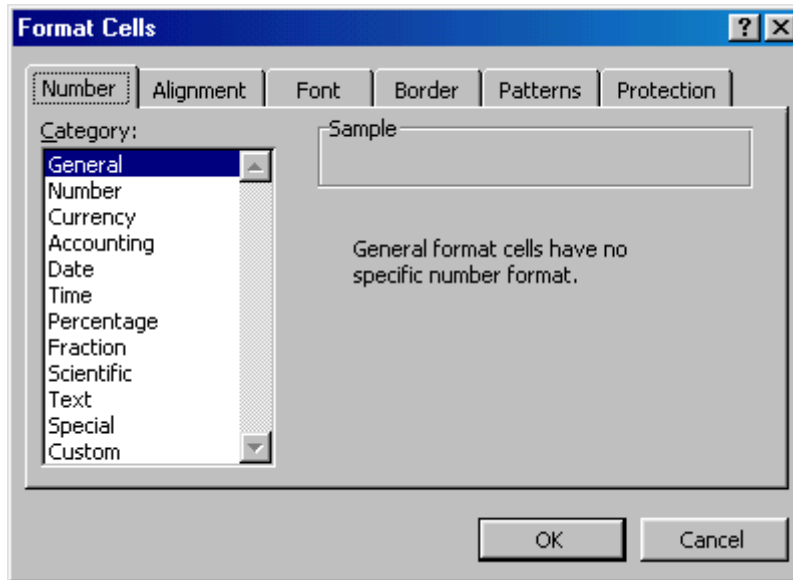 Format Cells
Number Alignment Font Border Patterns Protection
Category:
General
Number
Currency
Accounting
Date
Time
Percentage
Fraction
Scientific
Text
Special
Custom
Sample
General format cells have no
specific number format.
OK Cancel